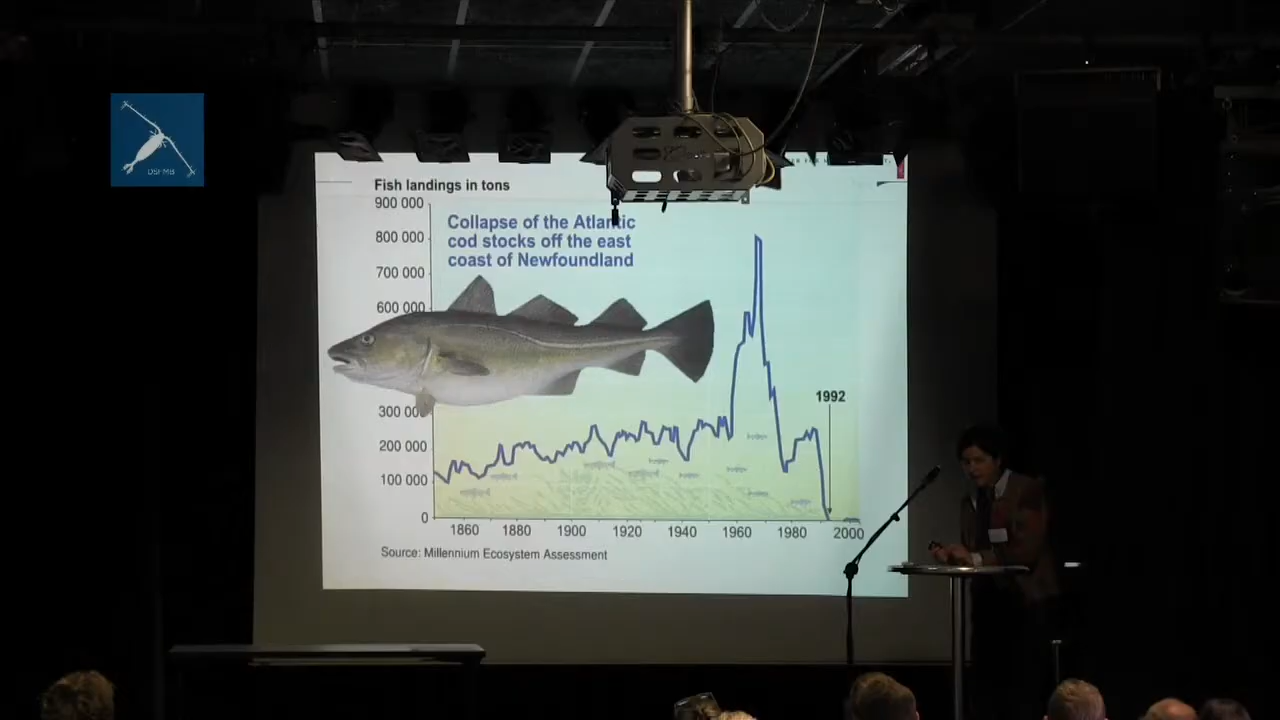 DSFMB
Fish landings in tons
900 000
Collapse of the Atlantic
cod stocks off the east
coast of Newfoundland
800 000
700 000
600 000
300 000
200 000
100 000
0
1992
1860
1880
1900
1920
1940
1960
1980
2000
Source: Millennium Ecosystem Assessment